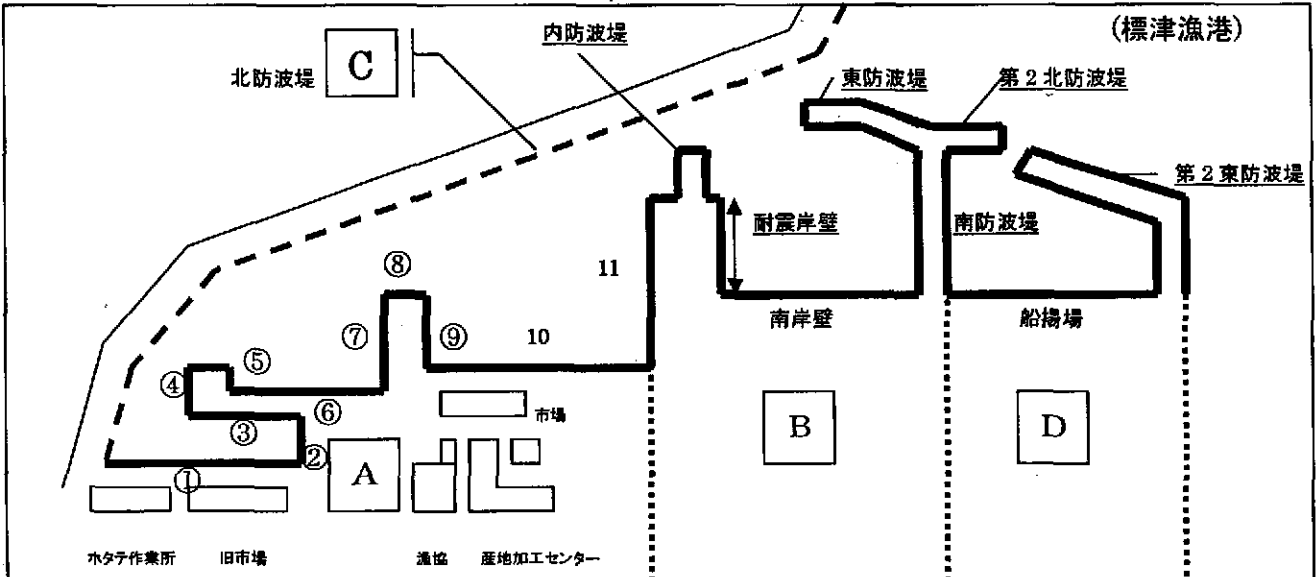 (標津漁港)
内防波堤
C
北防波堤
東防波堤
第2北防波堤
第2東防波堤
耐震岸壁
南防波堤
11
⑧
南岸壁
船揚場
⑦
⑨
10
⑤
④
⑥
市場
③
②
①
A
B
D
ホタテ作業所
旧市場
漁協
産地加工センター